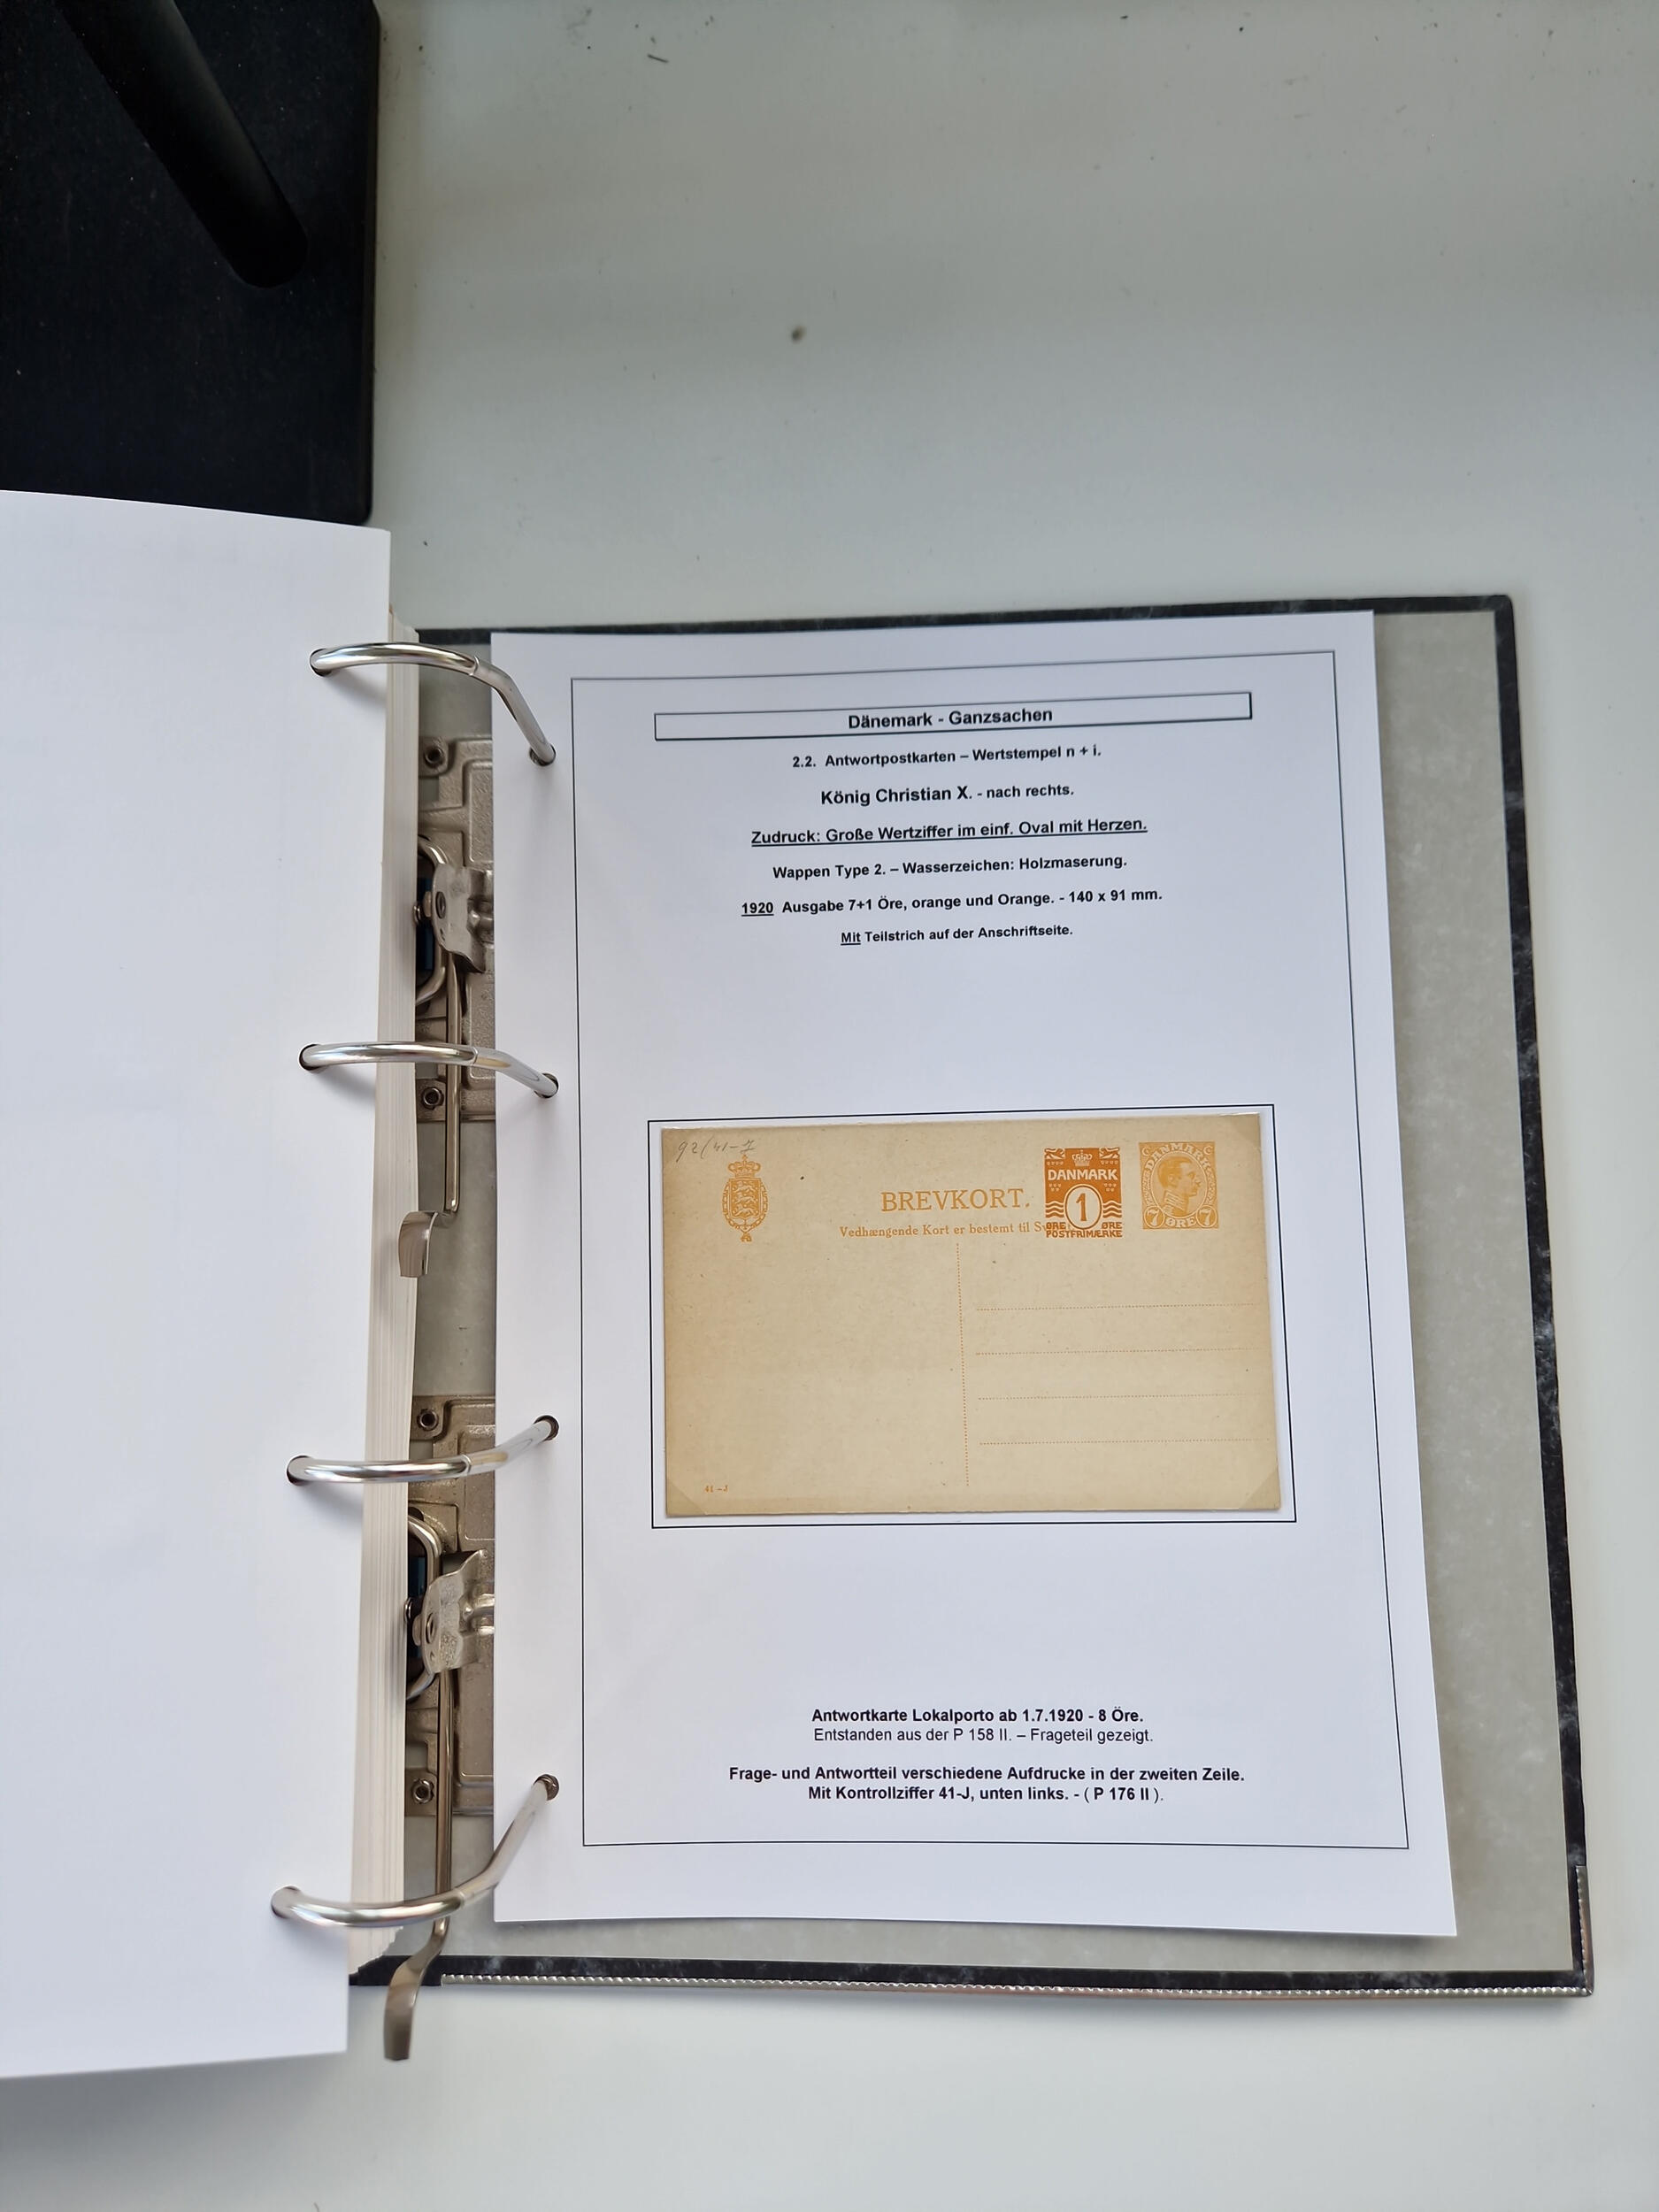 Dänemark - Ganzsachen
2.2. Antwortpostkarten – Wertstempel n + i.
König Christian X. - nach rechts.
Zudruck: Große Wertziffer im einf. Oval mit Herzen.
Wappen Type 2. – Wasserzeichen: Holzmaserung.
1920 Ausgabe 7+1 Öre, orange und Orange. - 140 x 91 mm.
Mit Teilstrich auf der Anschriftseite.
92/41-J
BREVKORT.
Vedhængende Kort er bestemt til
DANMARK
1
ØRE ØRE
POSTFRIMÆRKE
DANMARK
7 ØRE 7
41-J
Antwortkarte Lokalporto ab 1.7.1920 - 8 Öre.
Entstanden aus der P 158 II. – Frageteil gezeigt.
Frage- und Antwortteil verschiedene Aufdrucke in der zweiten Zeile.
Mit Kontrollziffer 41-J, unten links. - ( P 176 II ).